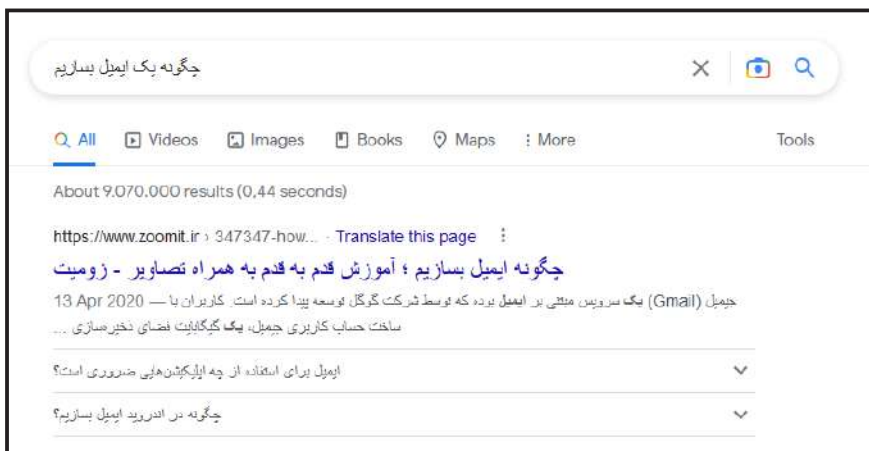 چگونه یک ایمیل بسازیم
All Videos Images Books Maps More Tools
About 9.070.000 results (0,44 seconds)
https://www.zoomit.ir › 347347-how... · Translate this page
چگونه ایمیل بسازیم ؛ آموزش قدم به قدم به همراه تصاویر - زومیت
جیمیل (Gmail) یک سرویس مبتنی بر ایمیل بوده که توسط شرکت گوگل توسعه پیدا کرده است. کاربران با — 13 Apr 2020
ساخت حساب کاربری جیمیل، یک گیگابایت فضای ذخیره‌سازی ...
ایمیل برای استفاده از چه اپلیکیشن‌هایی ضروری است؟
چگونه در اندروید ایمیل بسازیم؟